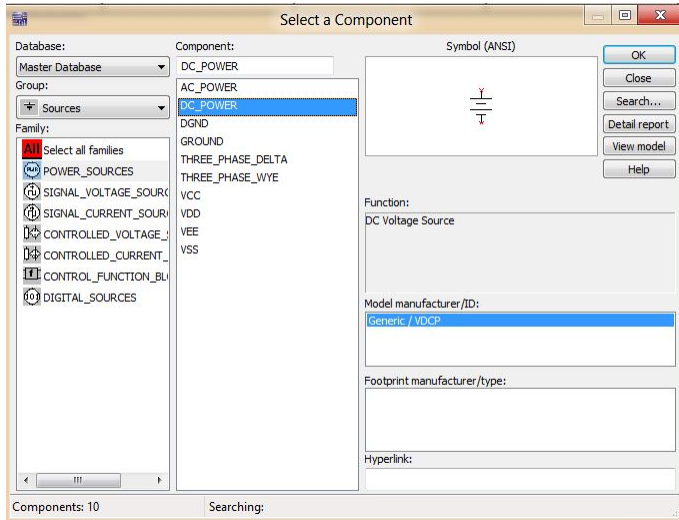 Select a Component
Database:
Master Database
Group:
Sources
Family:
All Select all families
POWER_SOURCES
SIGNAL_VOLTAGE_SOUR
SIGNAL_CURRENT_SOUR
CONTROLLED_VOLTAGE_
CONTROLLED_CURRENT_
CONTROL_FUNCTION_BL
DIGITAL_SOURCES
Component:
DC_POWER
AC_POWER
DC_POWER
DGND
GROUND
THREE_PHASE_DELTA
THREE_PHASE_WYE
VCC
VDD
VEE
VSS
Symbol (ANSI)
OK
Close
Search...
Detail report
View model
Help
Function:
DC Voltage Source
Model manufacturer/ID:
Generic / VDCP
Footprint manufacturer/type:
Hyperlink:
Components: 10
Searching: